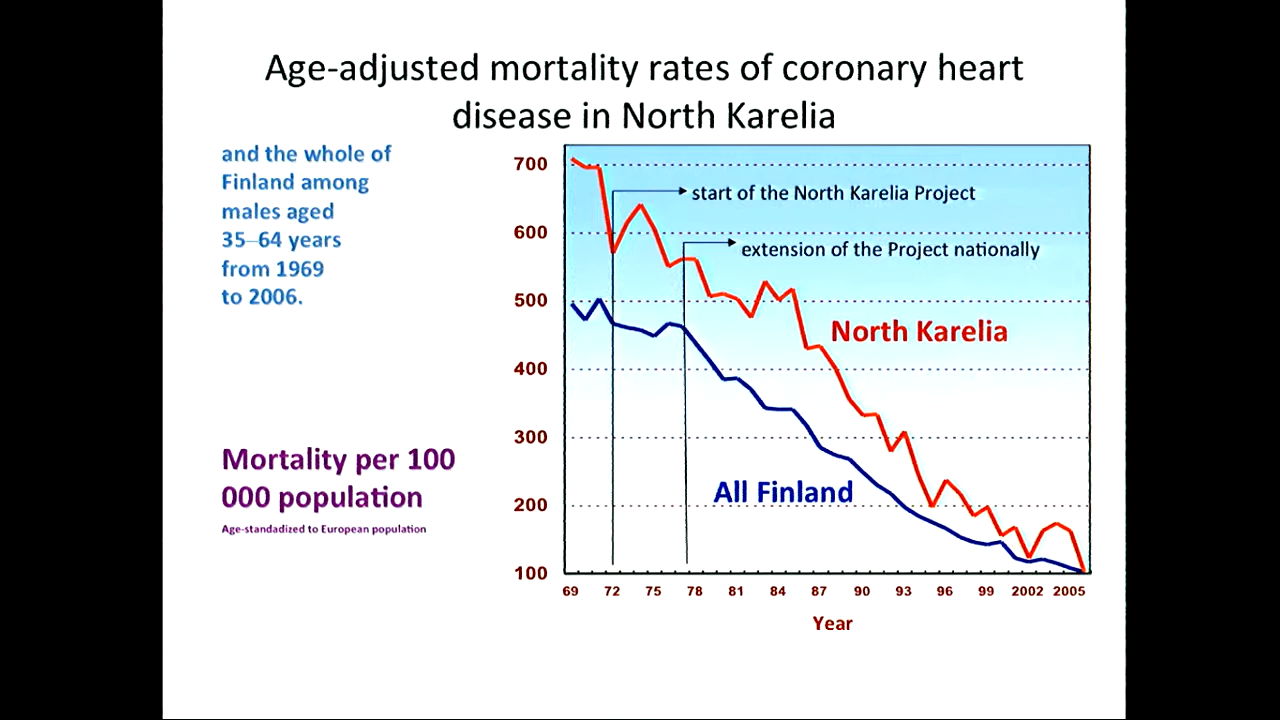 Age-adjusted mortality rates of coronary heart
disease in North Karelia
and the whole of
Finland among
males aged
35–64 years
from 1969
to 2006.
Mortality per 100
000 population
Age-standadized to European population
700
600
500
400
300
200
100
start of the North Karelia Project
extension of the Project nationally
North Karelia
All Finland
69 72 75 78 81 84 87 90 93 96 99 2002 2005
Year